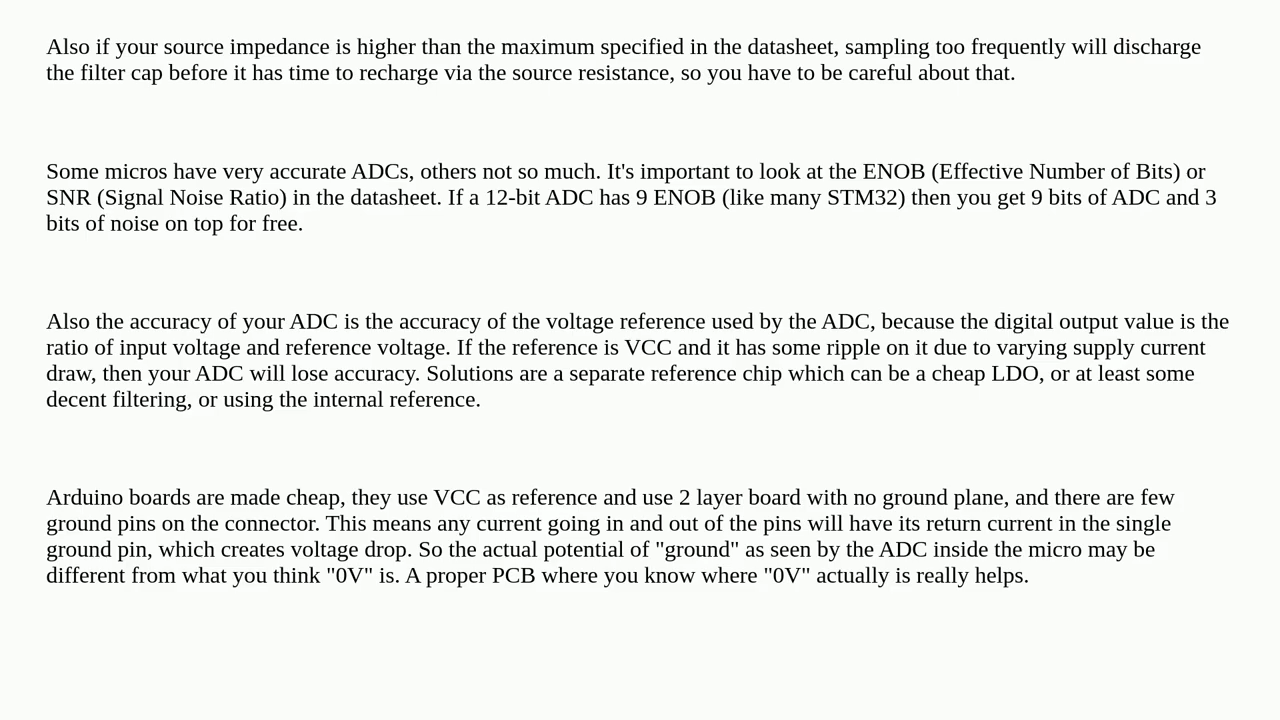 Also if your source impedance is higher than the maximum specified in the datasheet, sampling too frequently will discharge
the filter cap before it has time to recharge via the source resistance, so you have to be careful about that.
Some micros have very accurate ADCs, others not so much. It's important to look at the ENOB (Effective Number of Bits) or
SNR (Signal Noise Ratio) in the datasheet. If a 12-bit ADC has 9 ENOB (like many STM32) then you get 9 bits of ADC and 3
bits of noise on top for free.
Also the accuracy of your ADC is the accuracy of the voltage reference used by the ADC, because the digital output value is the
ratio of input voltage and reference voltage. If the reference is VCC and it has some ripple on it due to varying supply current
draw, then your ADC will lose accuracy. Solutions are a separate reference chip which can be a cheap LDO, or at least some
decent filtering, or using the internal reference.
Arduino boards are made cheap, they use VCC as reference and use 2 layer board with no ground plane, and there are few
ground pins on the connector. This means any current going in and out of the pins will have its return current in the single
ground pin, which creates voltage drop. So the actual potential of "ground" as seen by the ADC inside the micro may be
different from what you think "0V" is. A proper PCB where you know where "0V" actually is really helps.